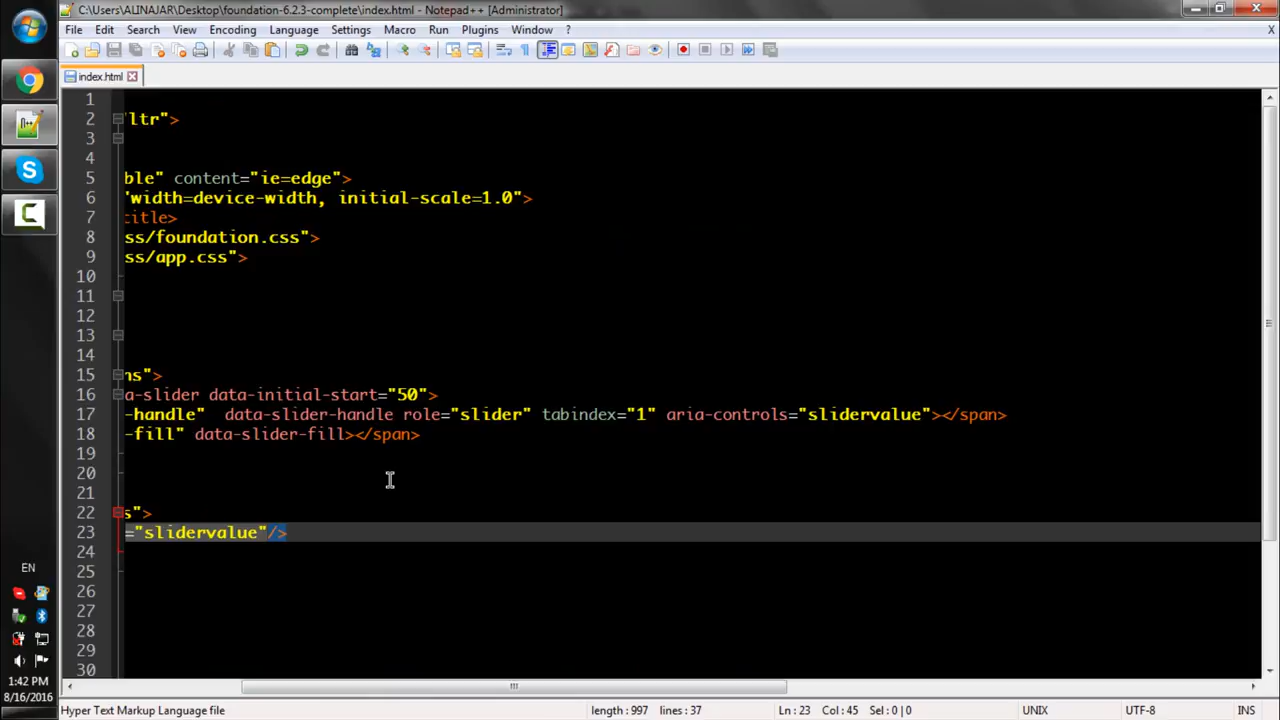 C:\Users\ALINAJAR\Desktop\foundation-6.2.3-complete\index.html - Notepad++ [Administrator]
File Edit Search View Encoding Language Settings Macro Run Plugins Window ? X
index.html
1
2 'ltr">
3
4
5 ble" content="ie=edge">
6 "width=device-width, initial-scale=1.0">
7 title>
8 ss/foundation.css">
9 ss/app.css">
10
11
12
13
14
15 ns">
16 a-slider data-initial-start="50">
17 -handle" data-slider-handle role="slider" tabindex="1" aria-controls="slidervalue"></span>
18 -fill" data-slider-fill></span>
19
20
21
22 s">
23 ="slidervalue"/>
24
25
26
27
28
29
30
EN
1:42 PM
8/16/2016
Hyper Text Markup Language file length : 997 lines : 37 Ln : 23 Col : 45 Sel : 0 | 0 UNIX UTF-8 INS